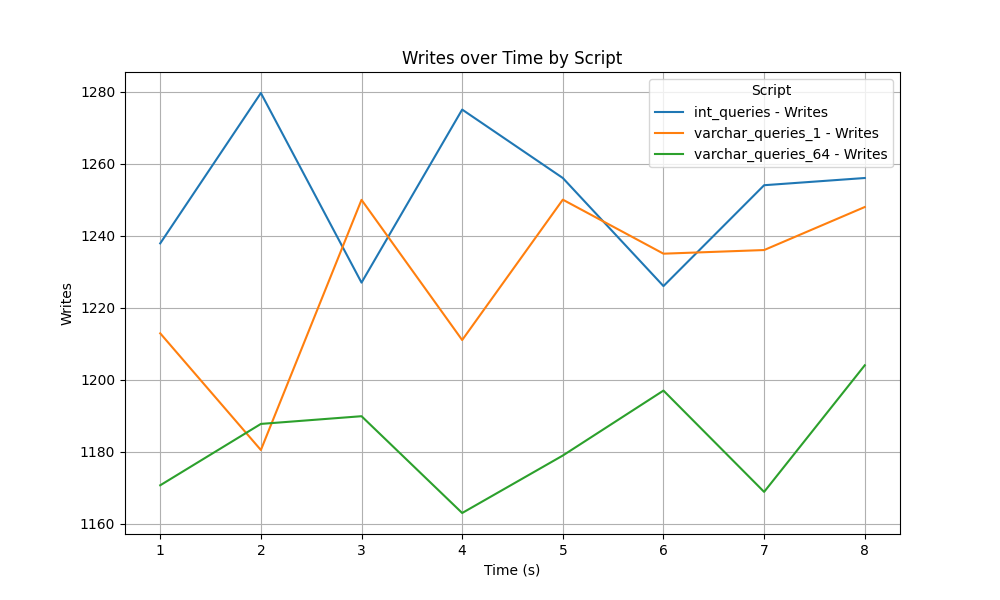 Writes over Time by Script
Script
int_queries - Writes
varchar_queries_1 - Writes
varchar_queries_64 - Writes
Writes
1280
1260
1240
1220
1200
1180
1160
1 2 3 4 5 6 7 8
Time (s)